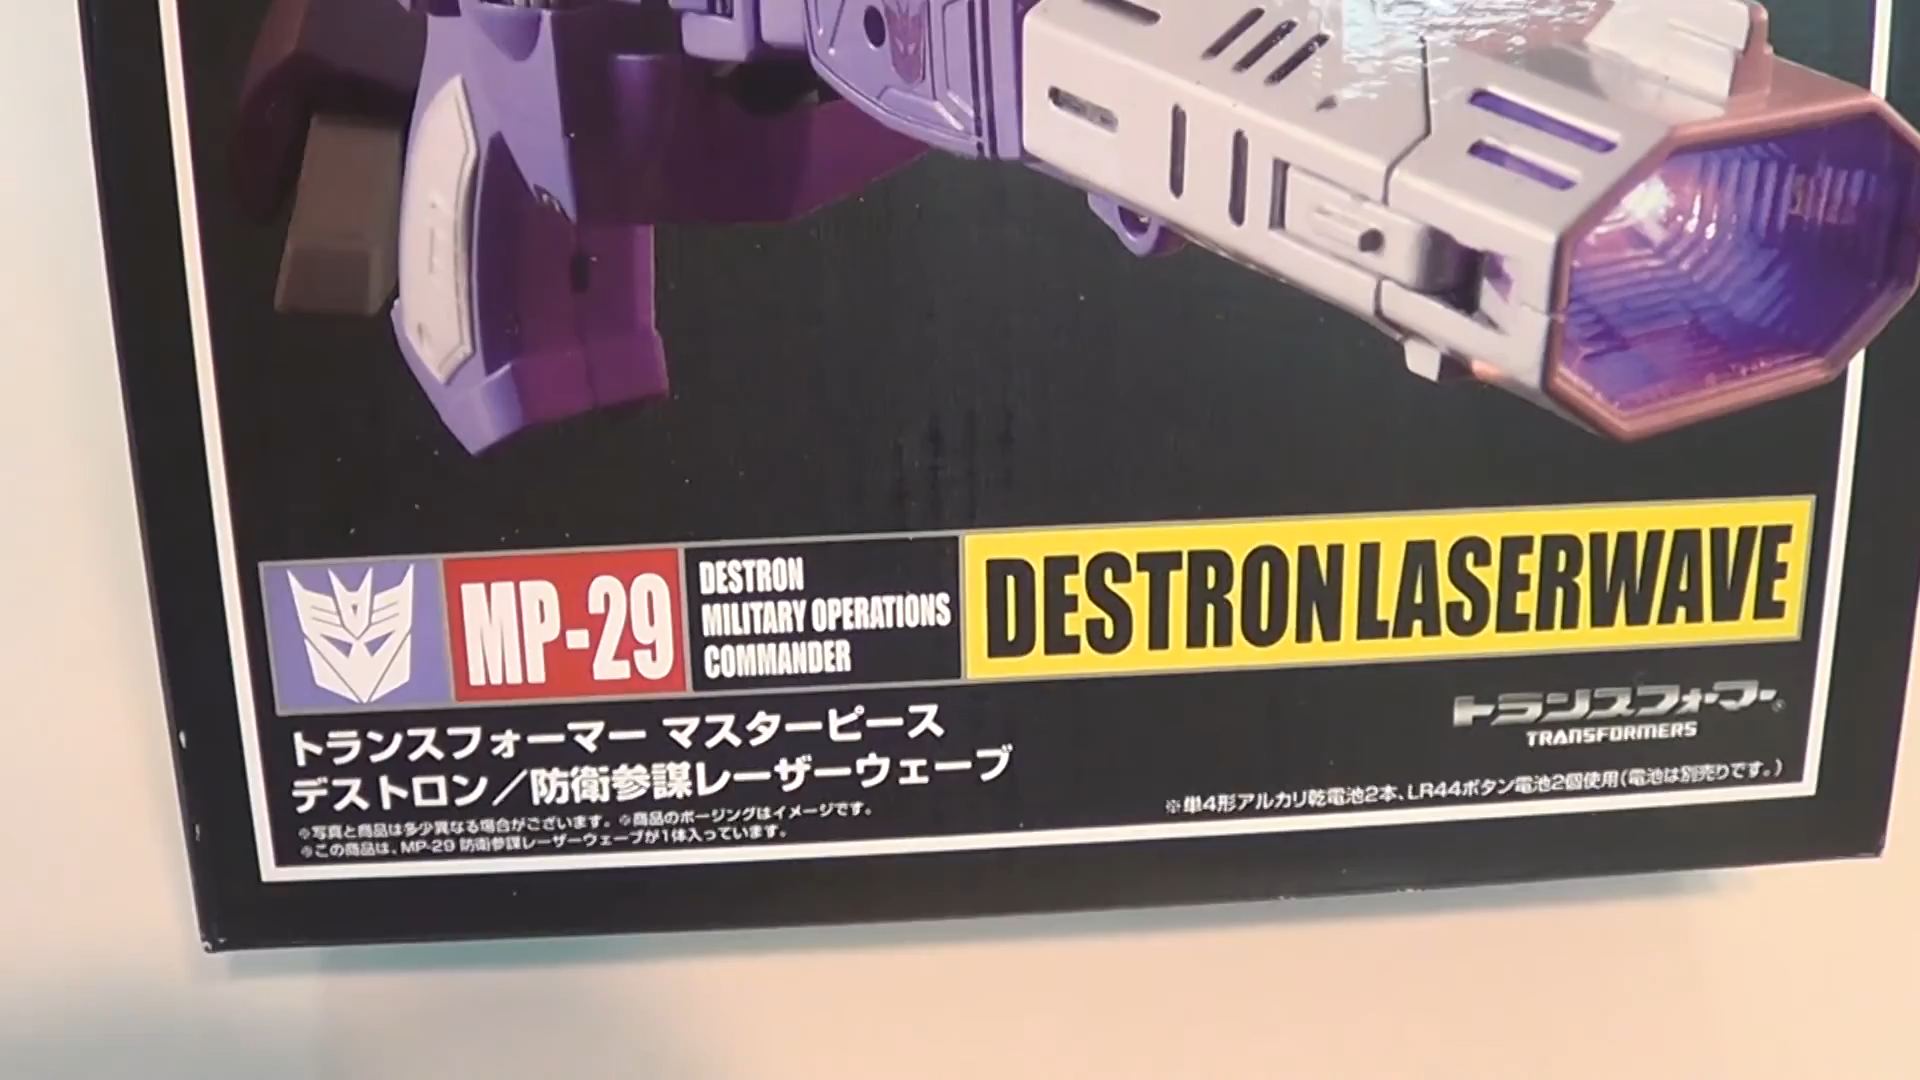 MP-29
DESTRON
MILITARY OPERATIONS
COMMANDER
DESTRON LASERWAVE
トランスフォーマー マスターピース
デストロン／防衛参謀レーザーウェーブ
※写真と商品は多少異なる場合がございます。※商品のポージングはイメージです。
※この商品は、MP-29 防衛参謀レーザーウェーブが1体入っています。
トランスフォーマー®
TRANSFORMERS
※単4形アルカリ乾電池2本、LR44ボタン電池2個使用(電池は別売りです。)